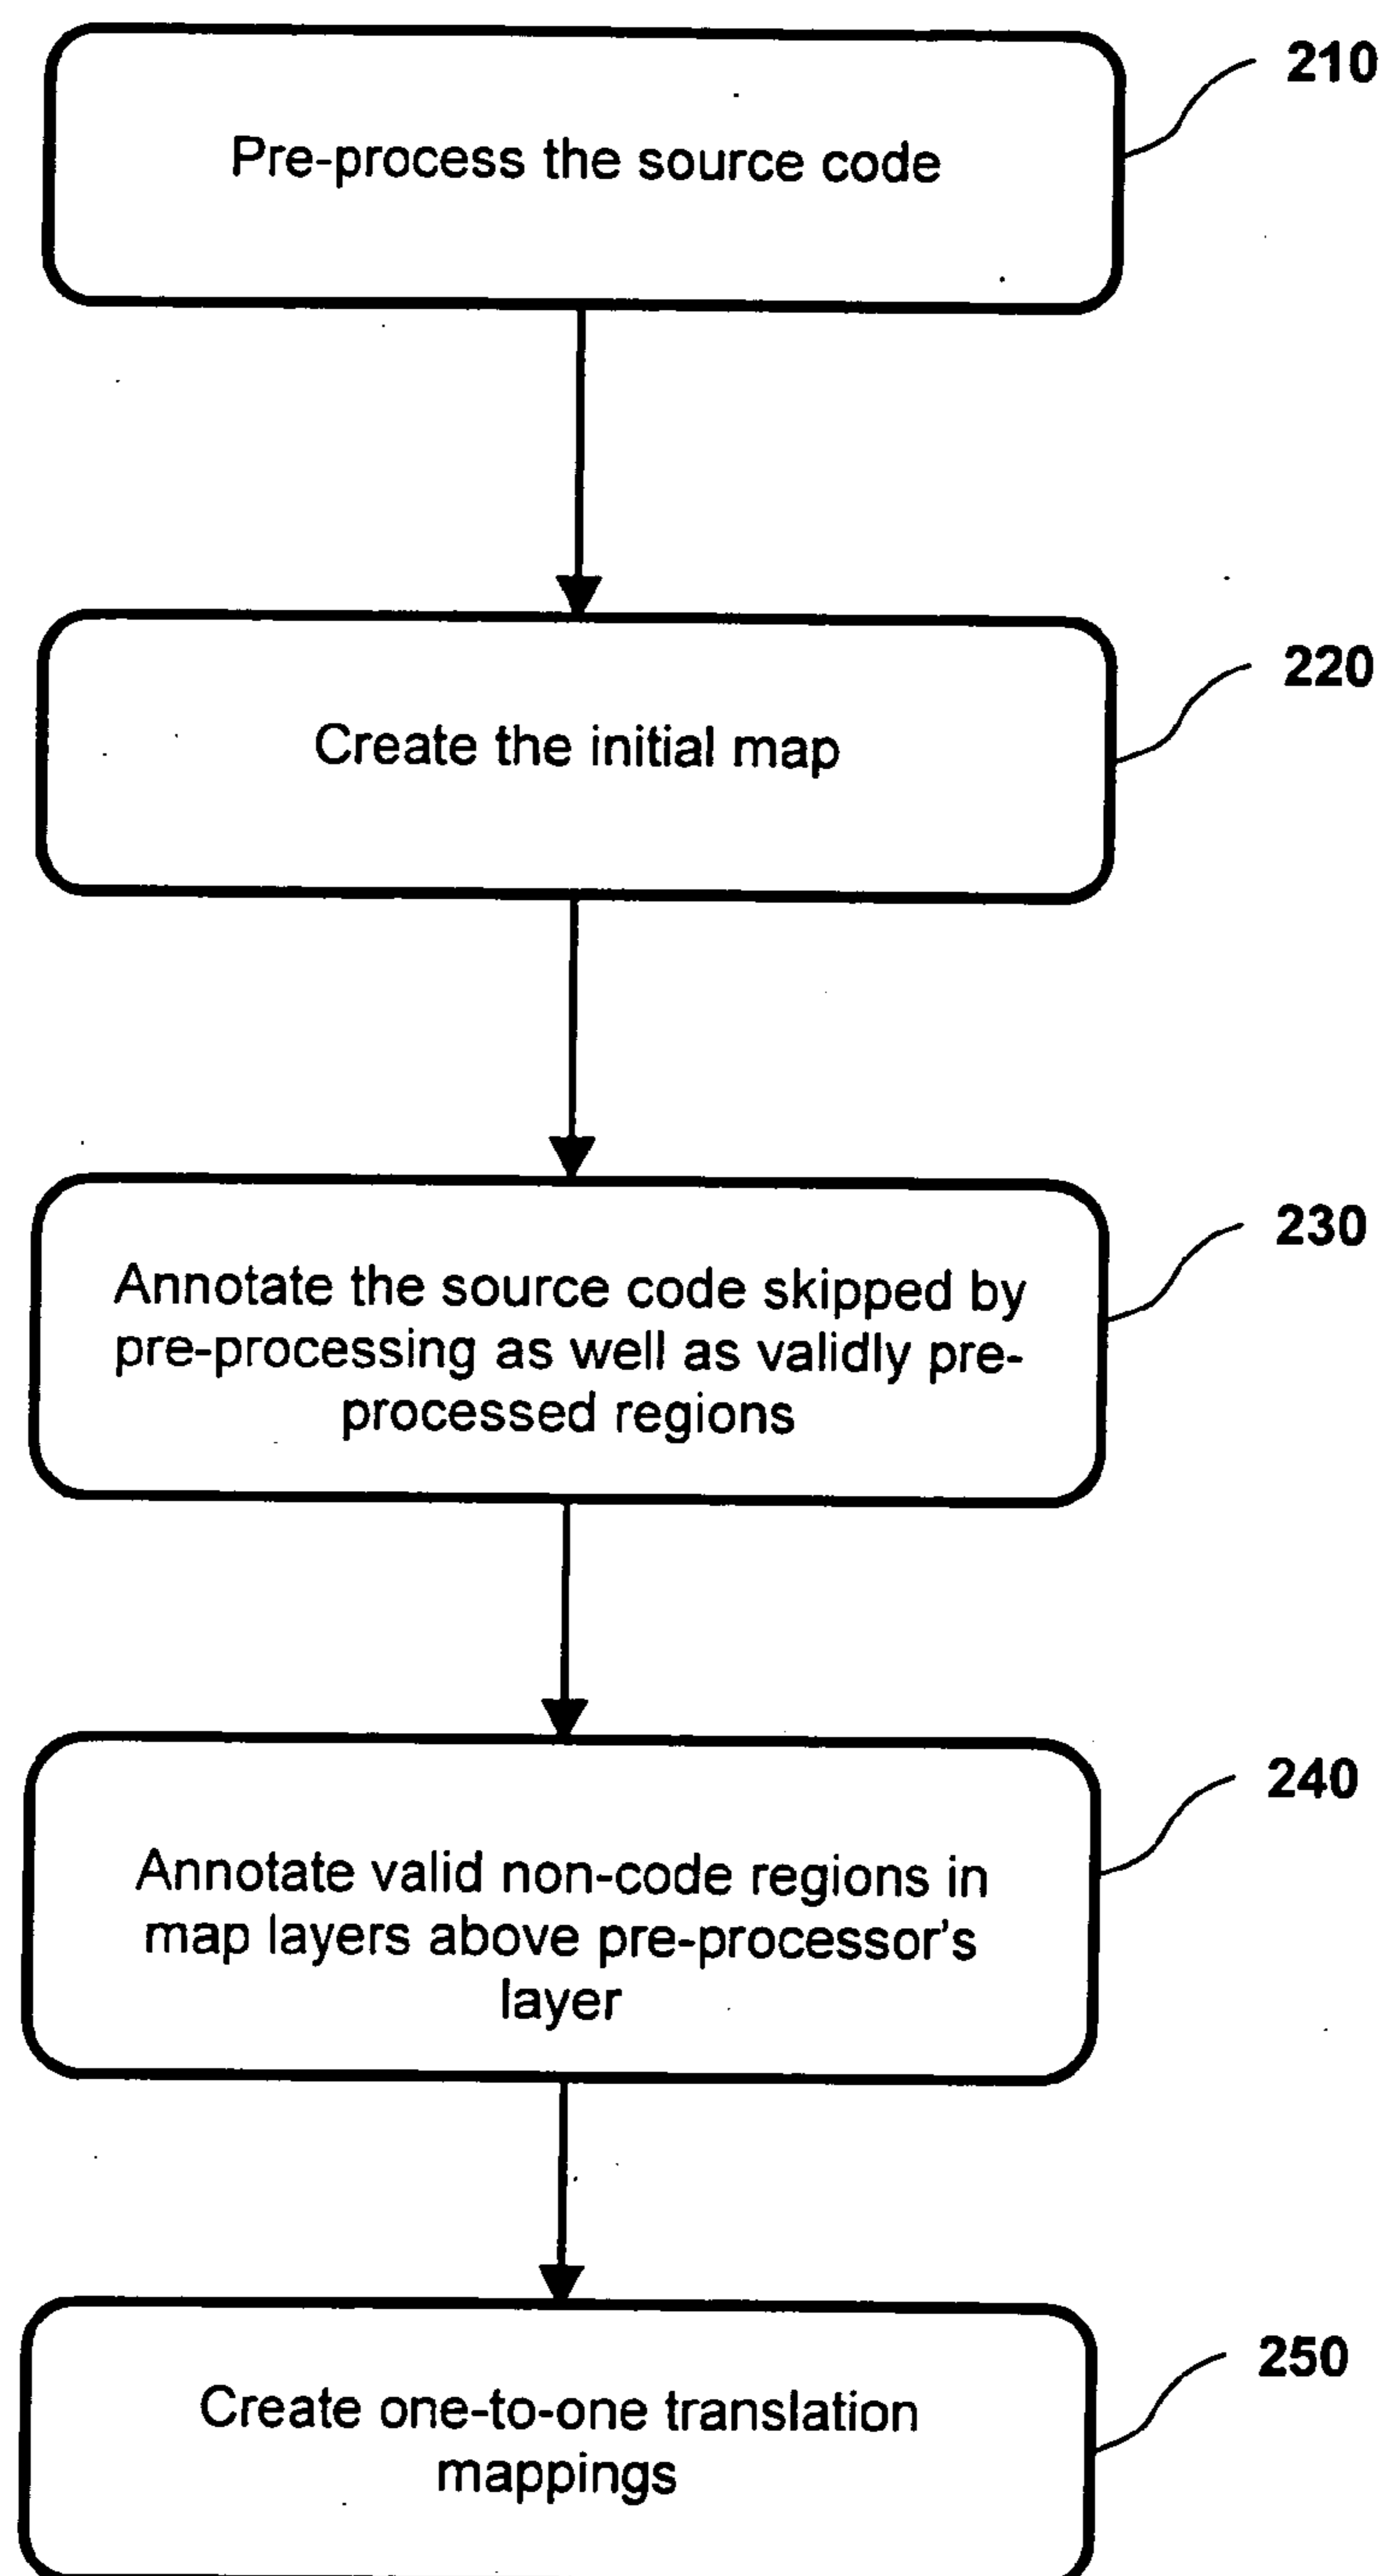 210
Pre-process the source code
220
Create the initial map
230
Annotate the source code skipped by
pre-processing as well as validly pre-
processed regions
240
Annotate valid non-code regions in
map layers above pre-processor's
layer
250
Create one-to-one translation
mappings